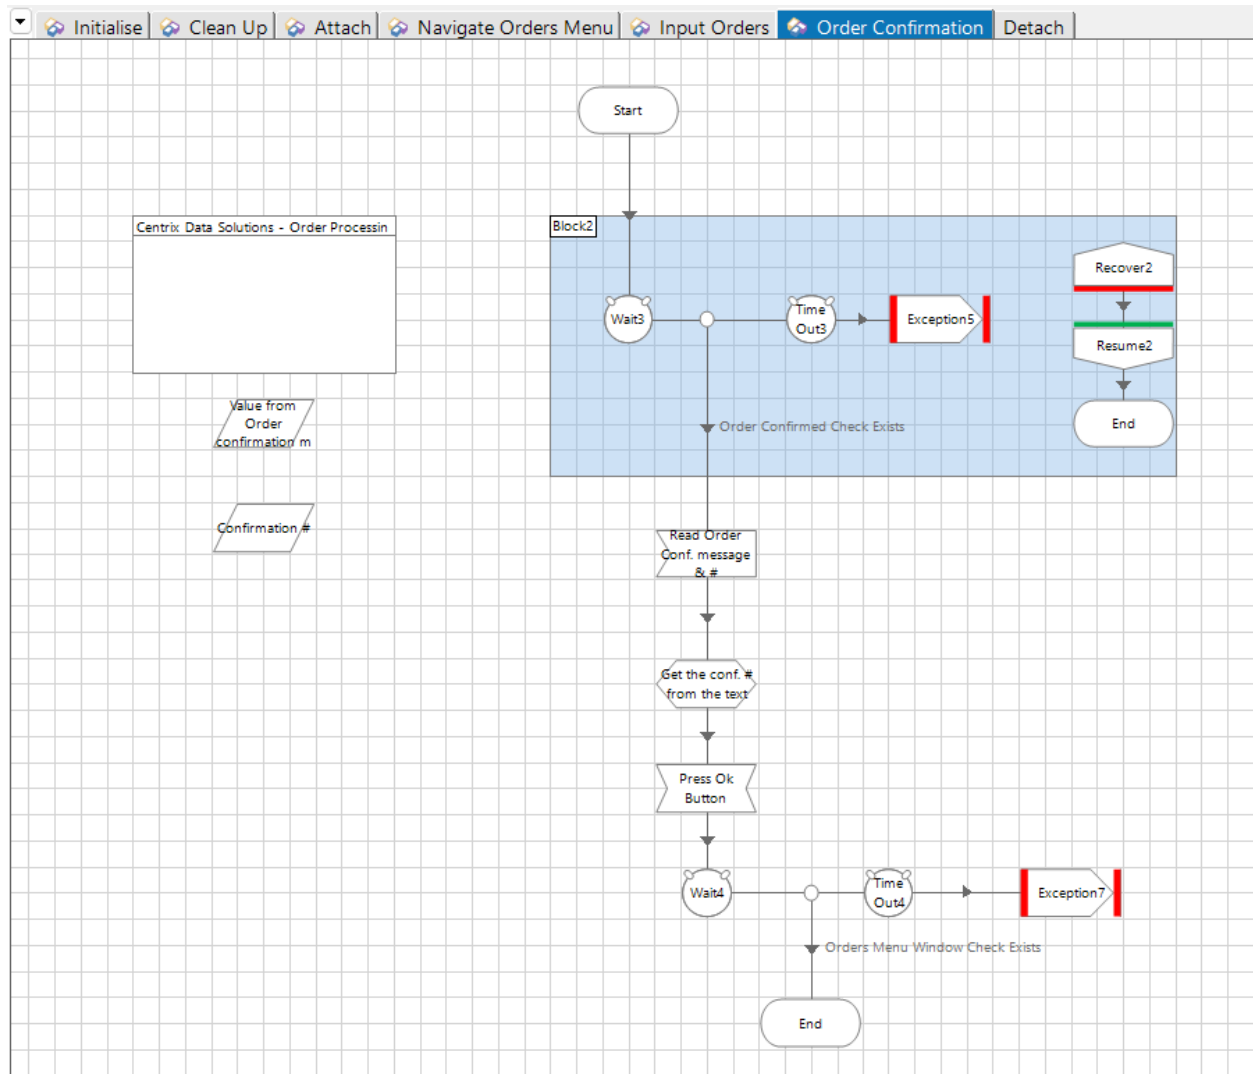 Initialise
Clean Up
Attach
Navigate Orders Menu
Input Orders
Order Confirmation
Detach
Start
Centrix Data Solutions - Order Processin
Block2
Recover2
Wait3
Time
Out3
Exception5
Resume2
Value from
Order
confirmation m
Order Confirmed Check Exists
End
Confirmation #
Read Order
Conf. message
& #
Get the conf. #
from the text
Press Ok
Button
Wait4
Time
Out4
Exception7
Orders Menu Window Check Exists
End